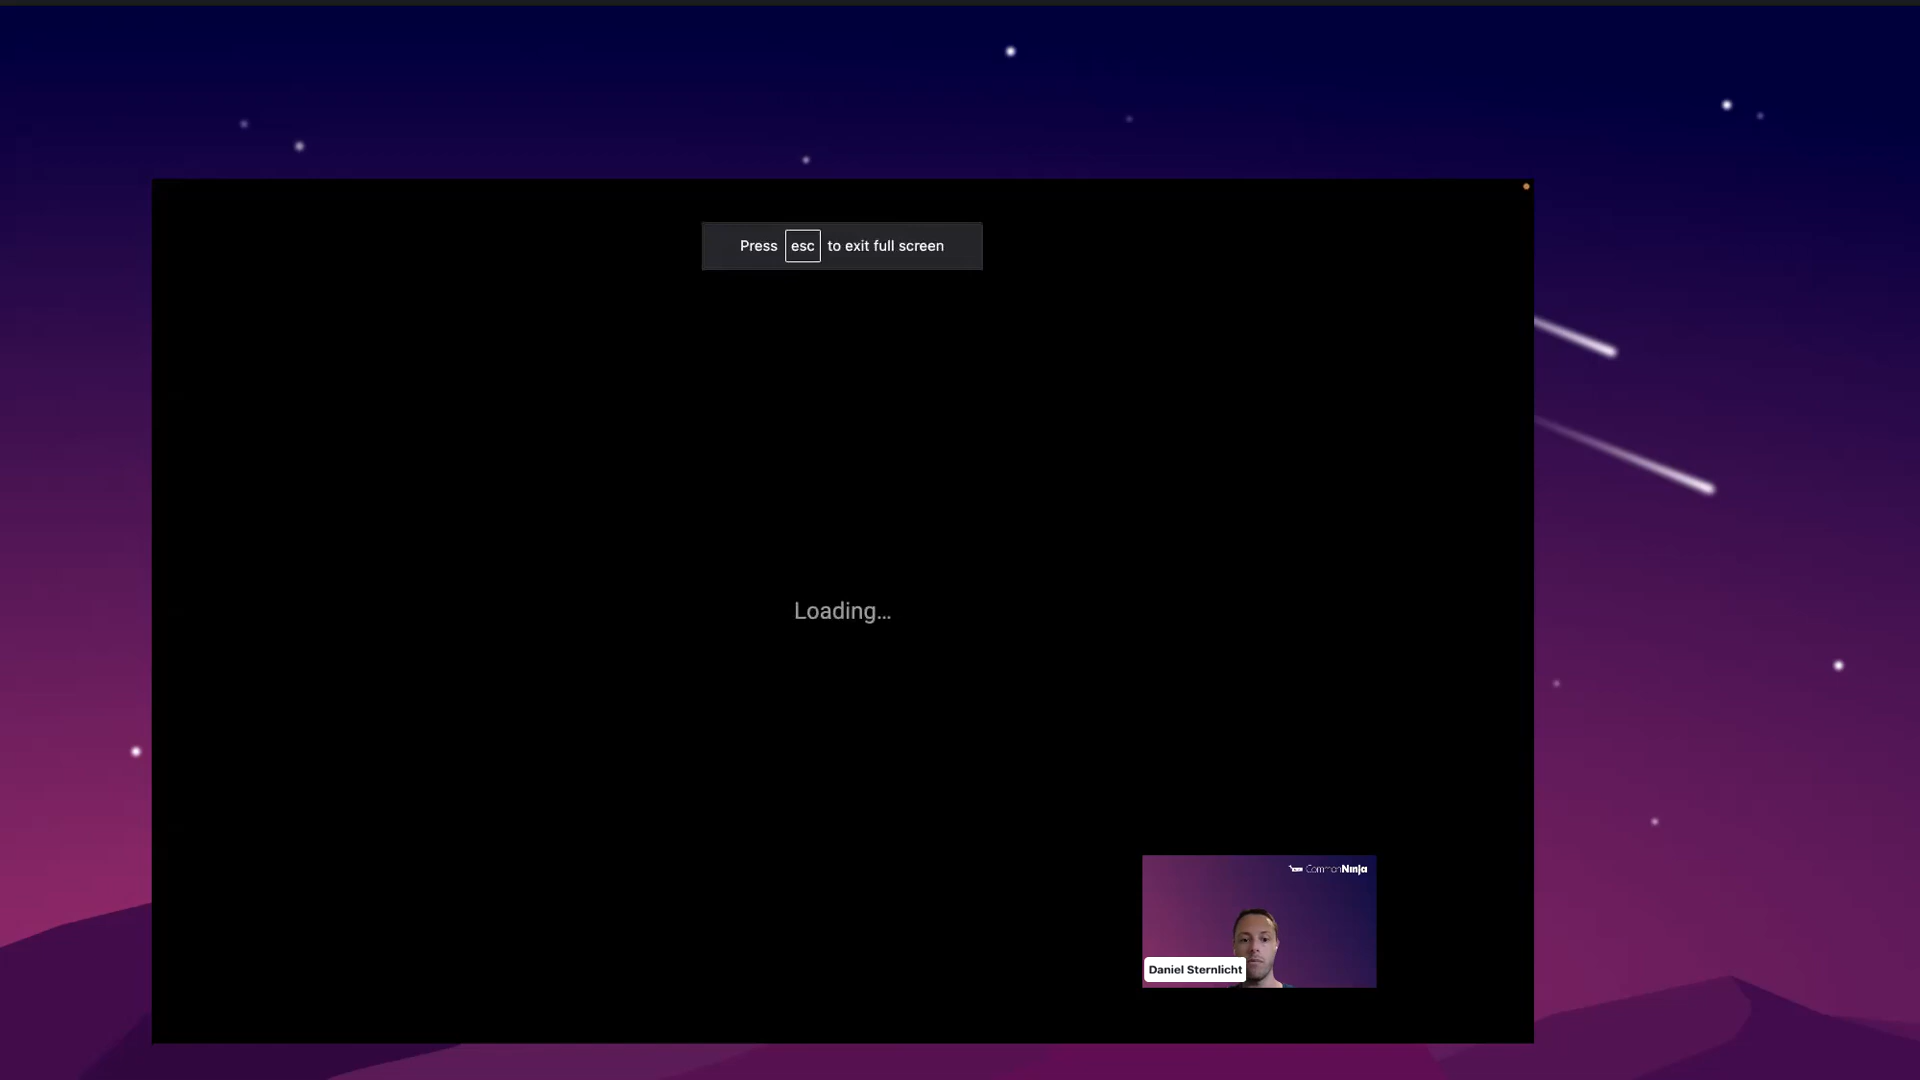 Press esc to exit full screen
Loading...
CommonNinja
Daniel Sternlicht